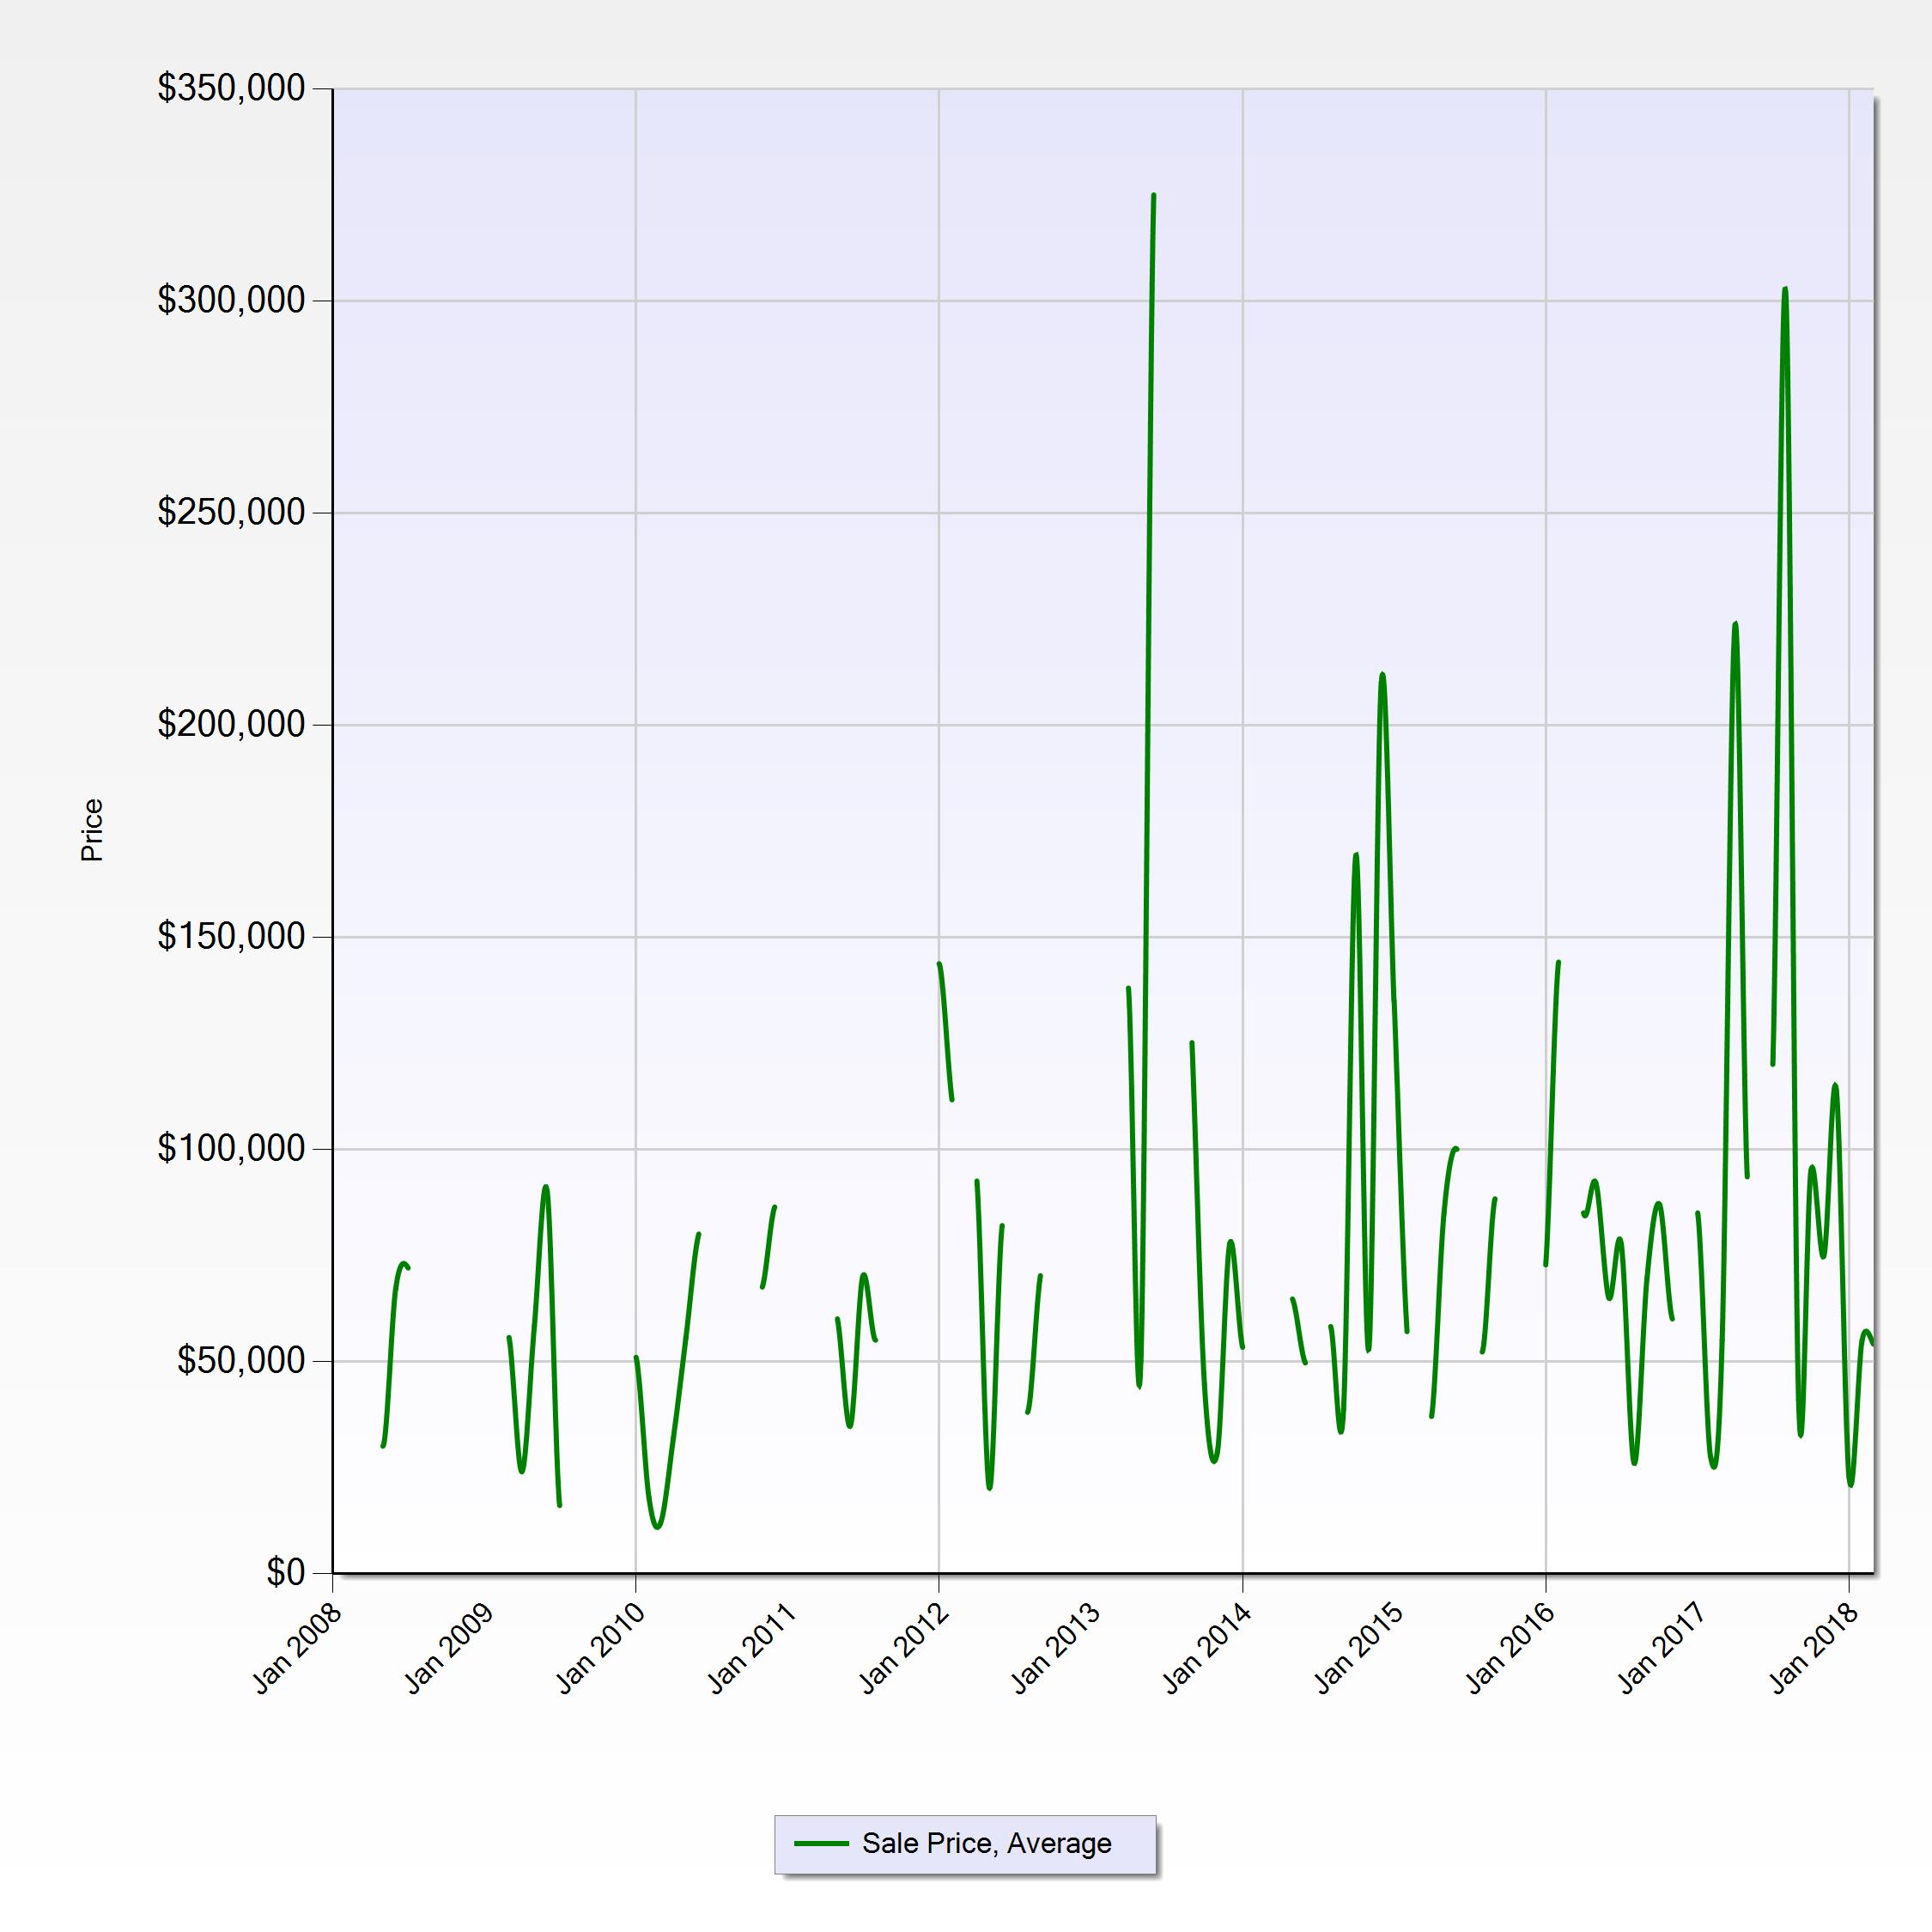 $350,000
$300,000
$250,000
$200,000
$150,000
$100,000
$50,000
$0
Price
Jan 2008
Jan 2009
Jan 2010
Jan 2011
Jan 2012
Jan 2013
Jan 2014
Jan 2015
Jan 2016
Jan 2017
Jan 2018
Sale Price, Average